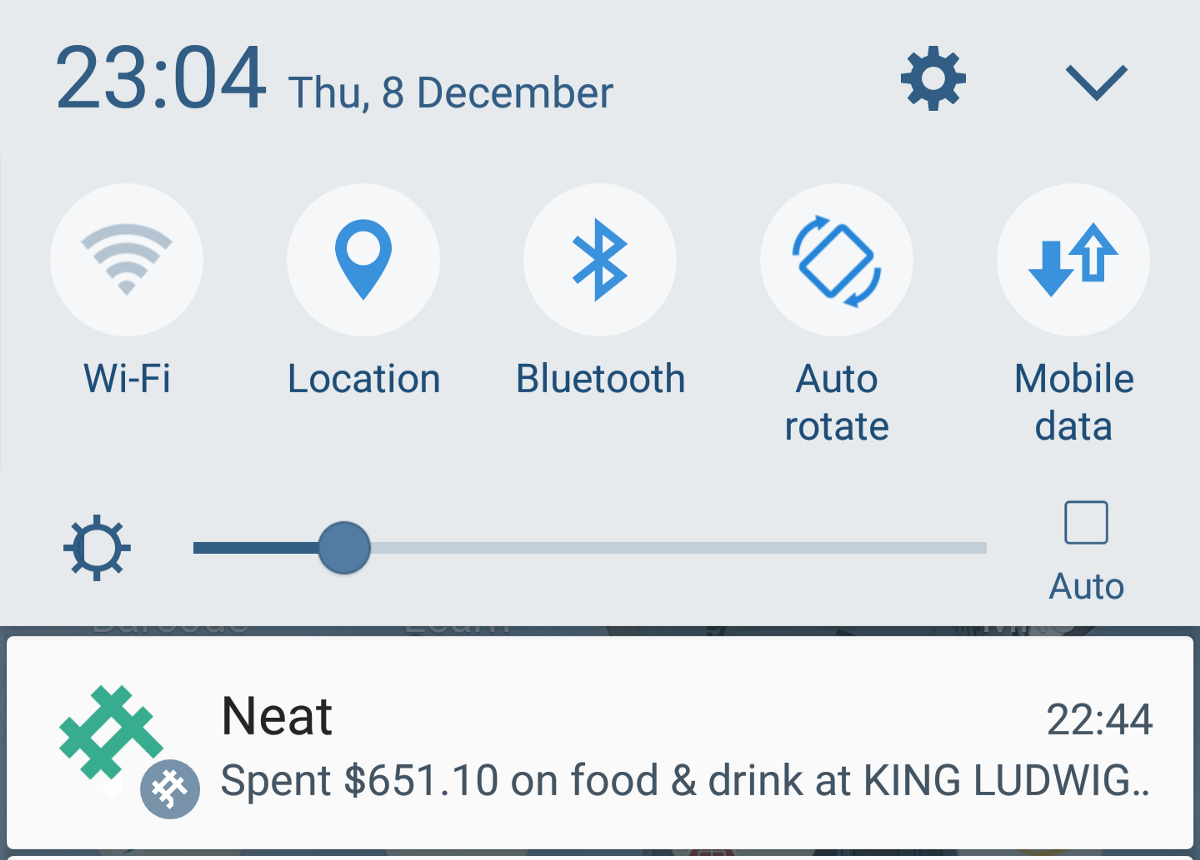 23:04 Thu, 8 December
Wi-Fi Location Bluetooth Auto rotate Mobile data
Auto
Neat 22:44
Spent $651.10 on food & drink at KING LUDWIG..